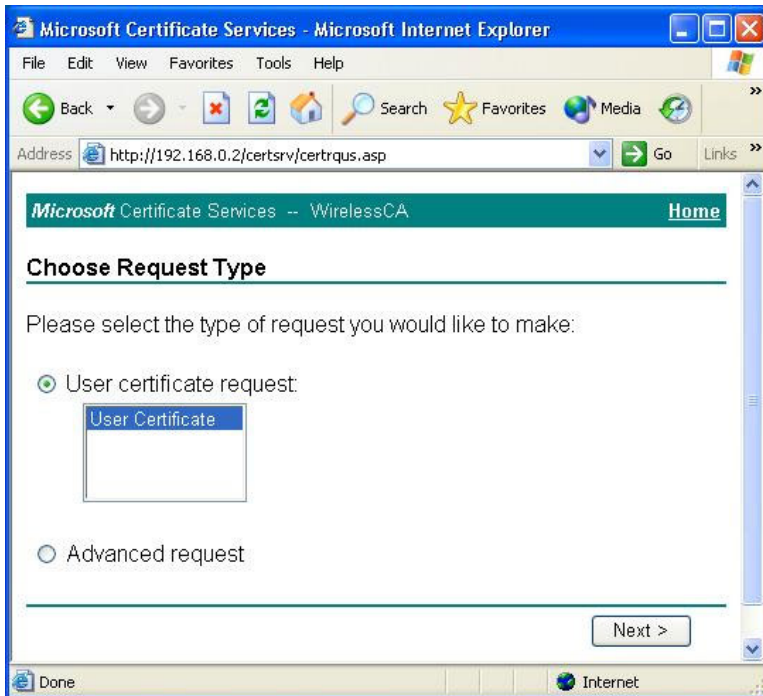 Microsoft Certificate Services - Microsoft Internet Explorer
File Edit View Favorites Tools Help
Back Search Favorites Media »
Address http://192.168.0.2/certsrv/certrqus.asp Go Links »
Microsoft Certificate Services -- WirelessCA Home
Choose Request Type
Please select the type of request you would like to make:
User certificate request:
User Certificate
Advanced request
Next >
Done Internet